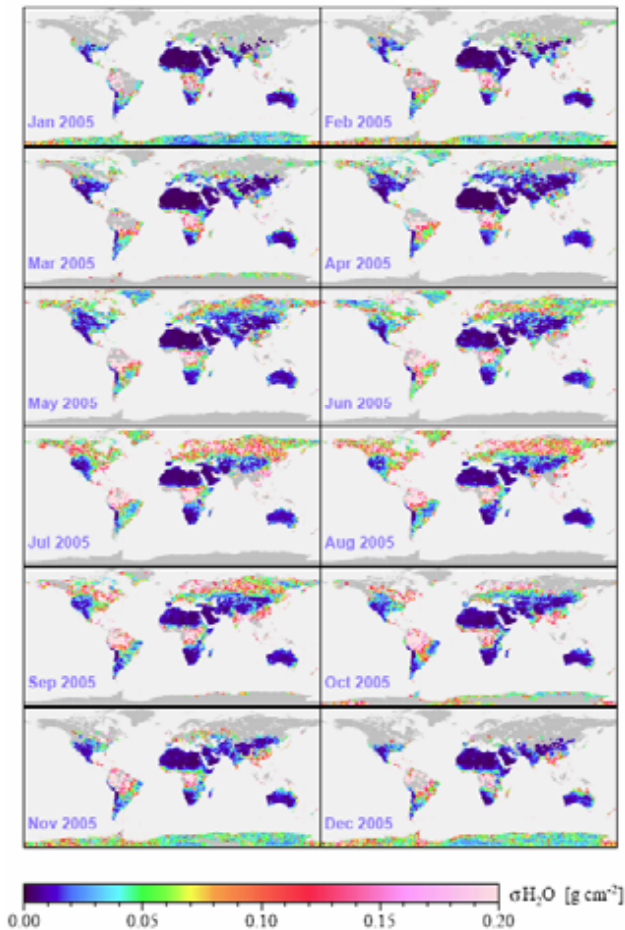 Jan 2005
Feb 2005
Mar 2005
Apr 2005
May 2005
Jun 2005
Jul 2005
Aug 2005
Sep 2005
Oct 2005
Nov 2005
Dec 2005
σH₂O [g cm⁻²]
0.00 0.05 0.10 0.15 0.20